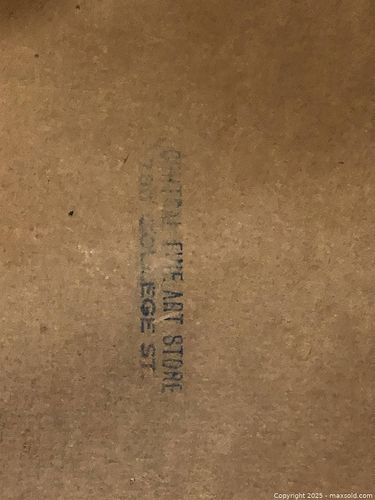 FINE ART STORE
COLLEGE ST.
Copyright 2025 - maxsold.com